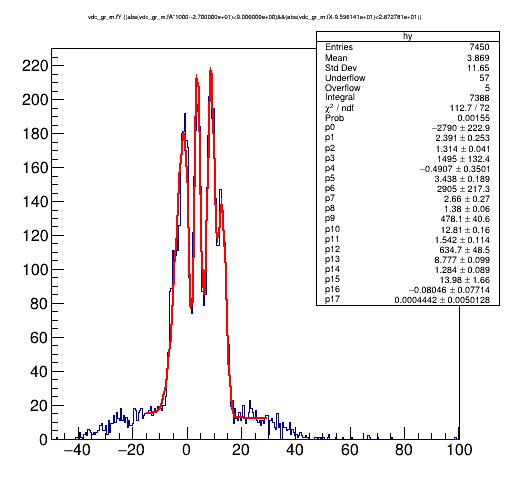 vdc_gr_m.fY {(abs(vdc_gr_m.fA*1000--2.700000e+01)<9.000000e+00)&&(abs(vdc_gr_m.fX-9.596141e+01)<2.872781e+01)}
hy
Entries 7450
Mean 3.869
Std Dev 11.65
Underflow 57
Overflow 5
Integral 7388
χ² / ndf 112.7 / 72
Prob 0.00155
p0 −2790 ± 222.9
p1 2.391 ± 0.253
p2 1.314 ± 0.041
p3 1495 ± 132.4
p4 −0.4907 ± 0.3501
p5 3.438 ± 0.189
p6 2905 ± 217.3
p7 2.66 ± 0.27
p8 1.38 ± 0.06
p9 478.1 ± 40.6
p10 12.81 ± 0.16
p11 1.542 ± 0.114
p12 634.7 ± 48.5
p13 8.777 ± 0.099
p14 1.284 ± 0.089
p15 13.98 ± 1.66
p16 −0.08046 ± 0.07714
p17 0.0004442 ± 0.0050128
220
200
180
160
140
120
100
80
60
40
20
0
−40 −20 0 20 40 60 80 100